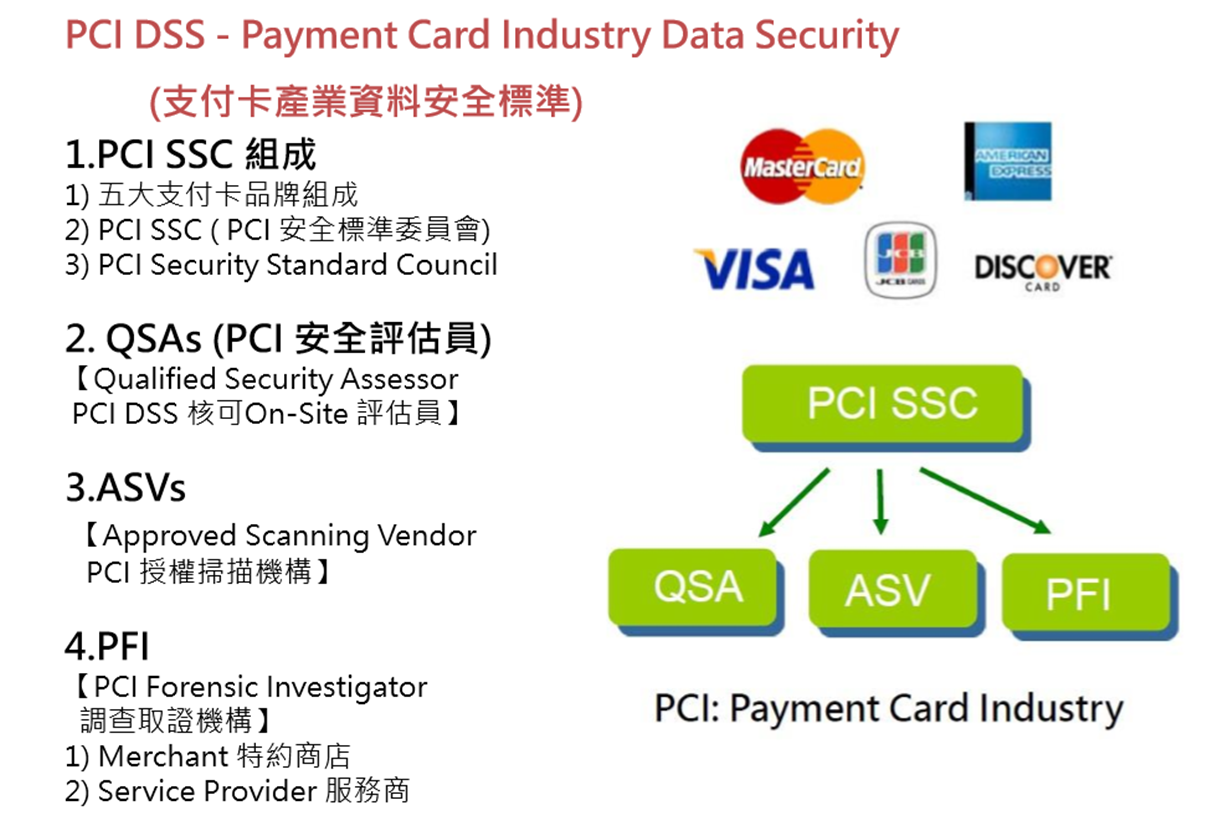 PCI DSS - Payment Card Industry Data Security
(支付卡產業資料安全標準)
1.PCI SSC 組成
1) 五大支付卡品牌組成
2) PCI SSC ( PCI 安全標準委員會)
3) PCI Security Standard Council
2. QSAs (PCI 安全評估員)
【Qualified Security Assessor
PCI DSS 核可On-Site 評估員】
3.ASVs
【Approved Scanning Vendor
PCI 授權掃描機構】
4.PFI
【PCI Forensic Investigator
調查取證機構】
1) Merchant 特約商店
2) Service Provider 服務商
MasterCard
AMERICAN
EXPRESS
VISA
JCB
JCB CARDS
DISCOVER
CARD
PCI SSC
QSA
ASV
PFI
PCI: Payment Card Industry